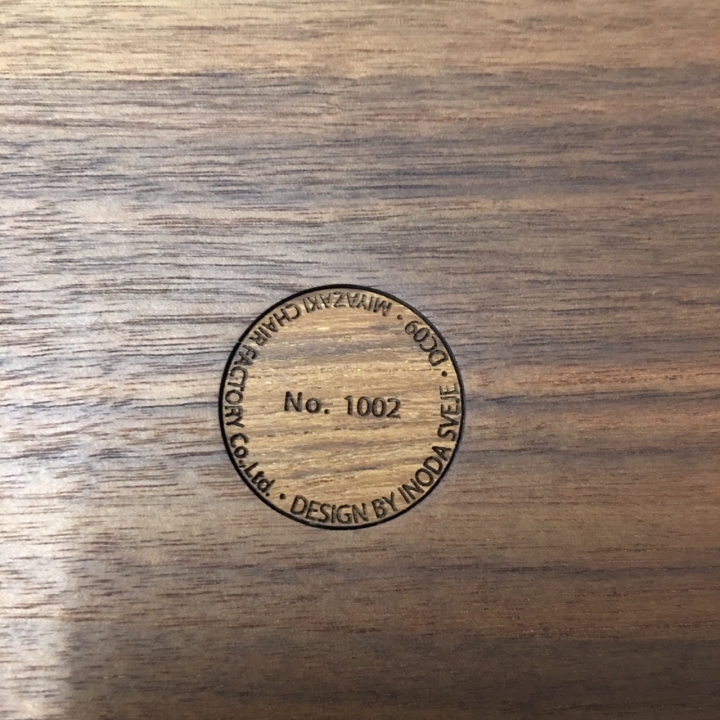 MIYAZAKI CHAIR FACTORY Co.,Ltd. • DESIGN BY INODA SVEJE • DC09 •
No. 1002